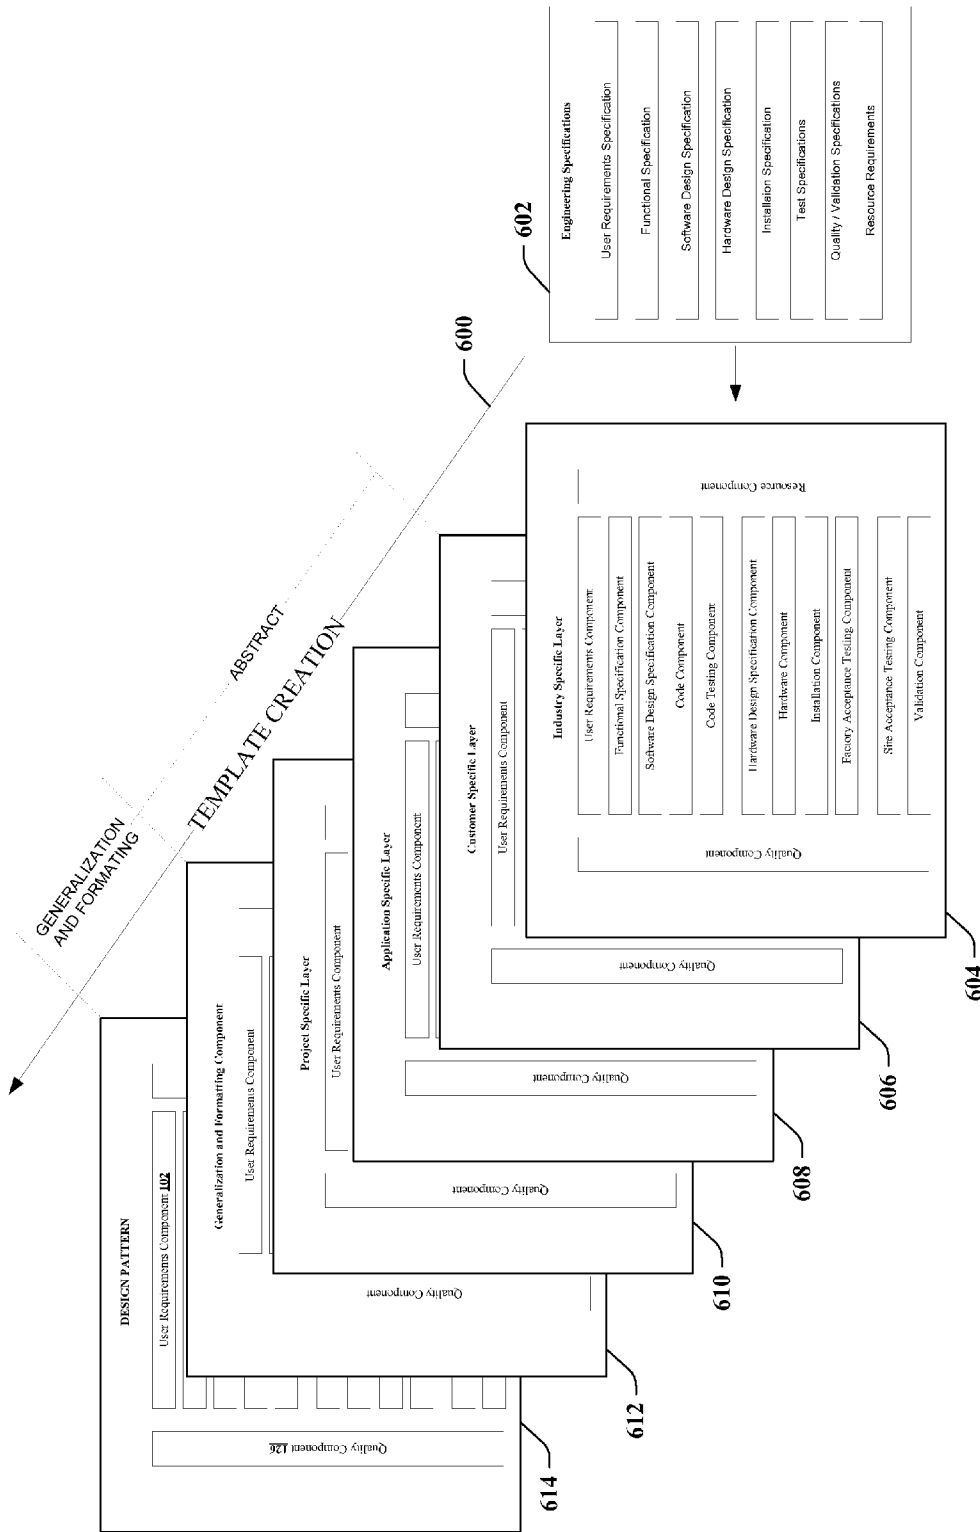 GENERALIZATION
AND FORMATING
ABSTRACT
TEMPLATE CREATION
600
DESIGN PATTERN
User Requirements Component 102
Quality Component 126
614
Generalization and Formatting Component
User Requirements Component
Quality Component
612
Project Specific Layer
User Requirements Component
Quality Component
610
Application Specific Layer
User Requirements Component
Quality Component
608
Customer Specific Layer
User Requirements Component
Quality Component
606
Industry Specific Layer
User Requirements Component
Functional Specification Component
Software Design Specification Component
Code Component
Code Testing Component
Hardware Design Specification Component
Hardware Component
Installation Component
Factory Acceptance Testing Component
Site Acceptance Testing Component
Validation Component
Quality Component
Resource Component
604
602
Engineering Specifications
User Requirements Specification
Functional Specification
Software Design Specification
Hardware Design Specification
Installaion Specification
Test Specifications
Quality / Validation Specifications
Resource Requirements